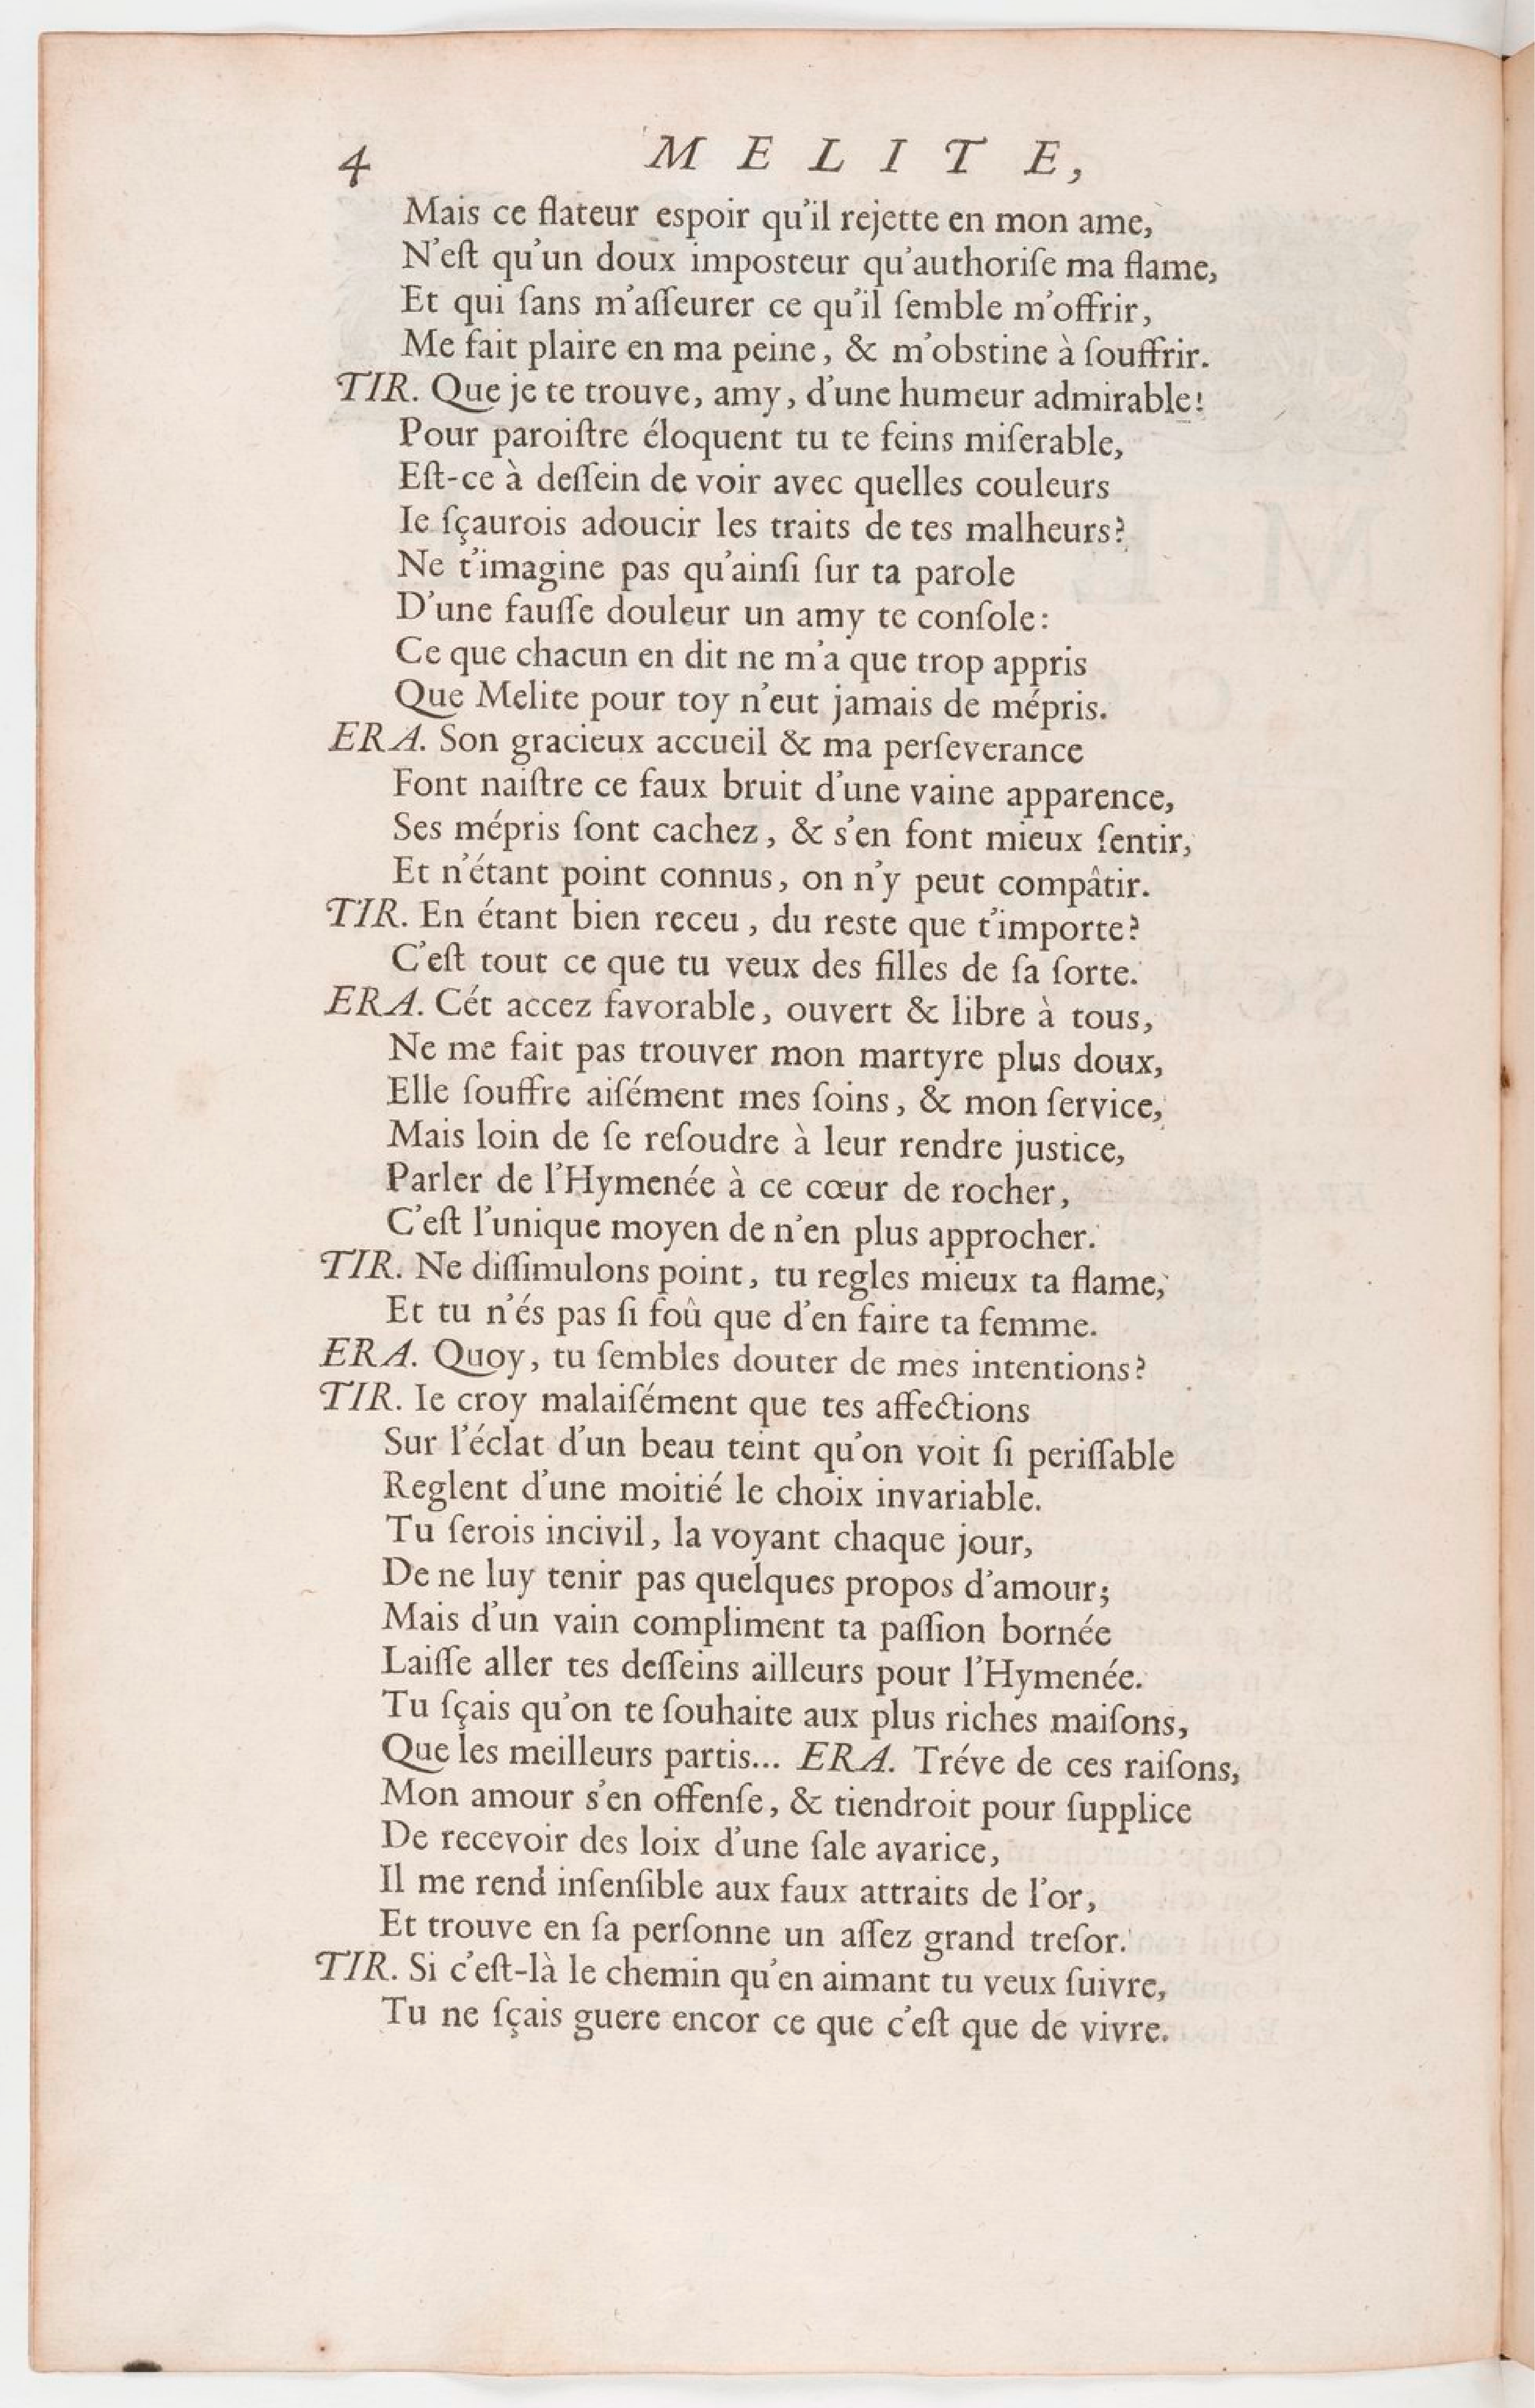 4 MELITE,
Mais ce flateur espoir qu'il rejette en mon ame,
N'eſt qu'un doux imposteur qu'authoriſe ma flame,
Et qui ſans m'aſſeurer ce qu'il ſemble m'offrir,
Me fait plaire en ma peine, & m'obstine à ſouffrir.
TIR. Que je te trouve, amy, d'une humeur admirable!
Pour paroiſtre éloquent tu te feins miſerable,
Eſt-ce à deſſein de voir avec quelles couleurs
Ie ſçaurois adoucir les traits de tes malheurs?
Ne t'imagine pas qu'ainſi ſur ta parole
D'une fauſſe douleur un amy te conſole:
Ce que chacun en dit ne m'a que trop appris
Que Melite pour toy n'eut jamais de mépris.
ERA. Son gracieux accueil & ma perſeverance
Font naiſtre ce faux bruit d'une vaine apparence,
Ses mépris ſont cachez, & s'en font mieux ſentir,
Et n'étant point connus, on n'y peut compâtir.
TIR. En étant bien receu, du reste que t'importe?
C'eſt tout ce que tu veux des filles de ſa ſorte.
ERA. Cét accez favorable, ouvert & libre à tous,
Ne me fait pas trouver mon martyre plus doux,
Elle ſouffre aiſément mes ſoins, & mon ſervice,
Mais loin de ſe reſoudre à leur rendre justice,
Parler de l'Hymenée à ce cœur de rocher,
C'eſt l'unique moyen de n'en plus approcher.
TIR. Ne diſſimulons point, tu regles mieux ta flame,
Et tu n'és pas ſi foû que d'en faire ta femme.
ERA. Quoy, tu ſembles douter de mes intentions?
TIR. Ie croy malaiſément que tes affections
Sur l'éclat d'un beau teint qu'on voit ſi periſſable
Reglent d'une moitié le choix invariable.
Tu ſerois incivil, la voyant chaque jour,
De ne luy tenir pas quelques propos d'amour;
Mais d'un vain compliment ta paſſion bornée
Laiſſe aller tes deſſeins ailleurs pour l'Hymenée.
Tu ſçais qu'on te ſouhaite aux plus riches maiſons,
Que les meilleurs partis... ERA. Tréve de ces raiſons,
Mon amour s'en offenſe, & tiendroit pour ſupplice
De recevoir des loix d'une ſale avarice,
Il me rend inſenſible aux faux attraits de l'or,
Et trouve en ſa perſonne un aſſez grand treſor.
TIR. Si c'eſt-là le chemin qu'en aimant tu veux ſuivre,
Tu ne ſçais guere encor ce que c'eſt que de vivre.